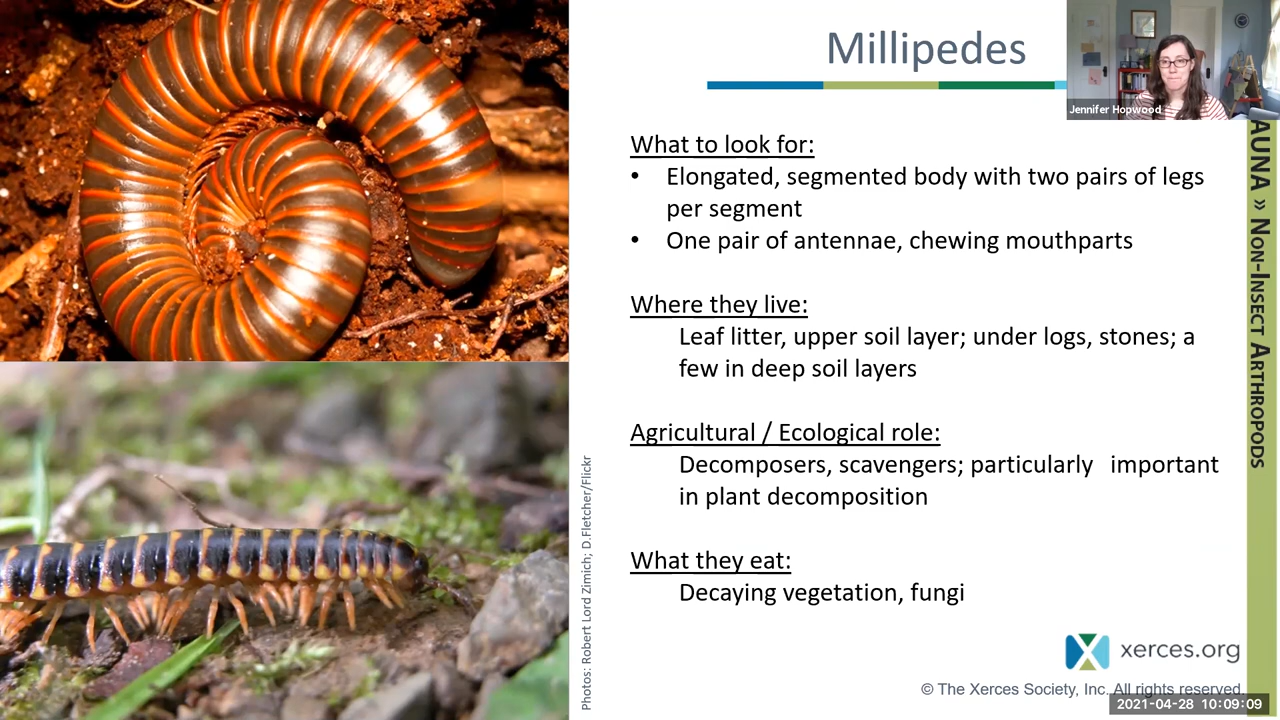 Millipedes
Jennifer Hopwood
What to look for:
• Elongated, segmented body with two pairs of legs
per segment
• One pair of antennae, chewing mouthparts
Where they live:
Leaf litter, upper soil layer; under logs, stones; a
few in deep soil layers
Agricultural / Ecological role:
Decomposers, scavengers; particularly important
in plant decomposition
What they eat:
Decaying vegetation, fungi
Photos: Robert Lord Zimich; D.Fletcher/Flickr
» Non-Insect Arthropods
xerces.org
© The Xerces Society, Inc. All rights reserved.
2021-04-28 10:09:09